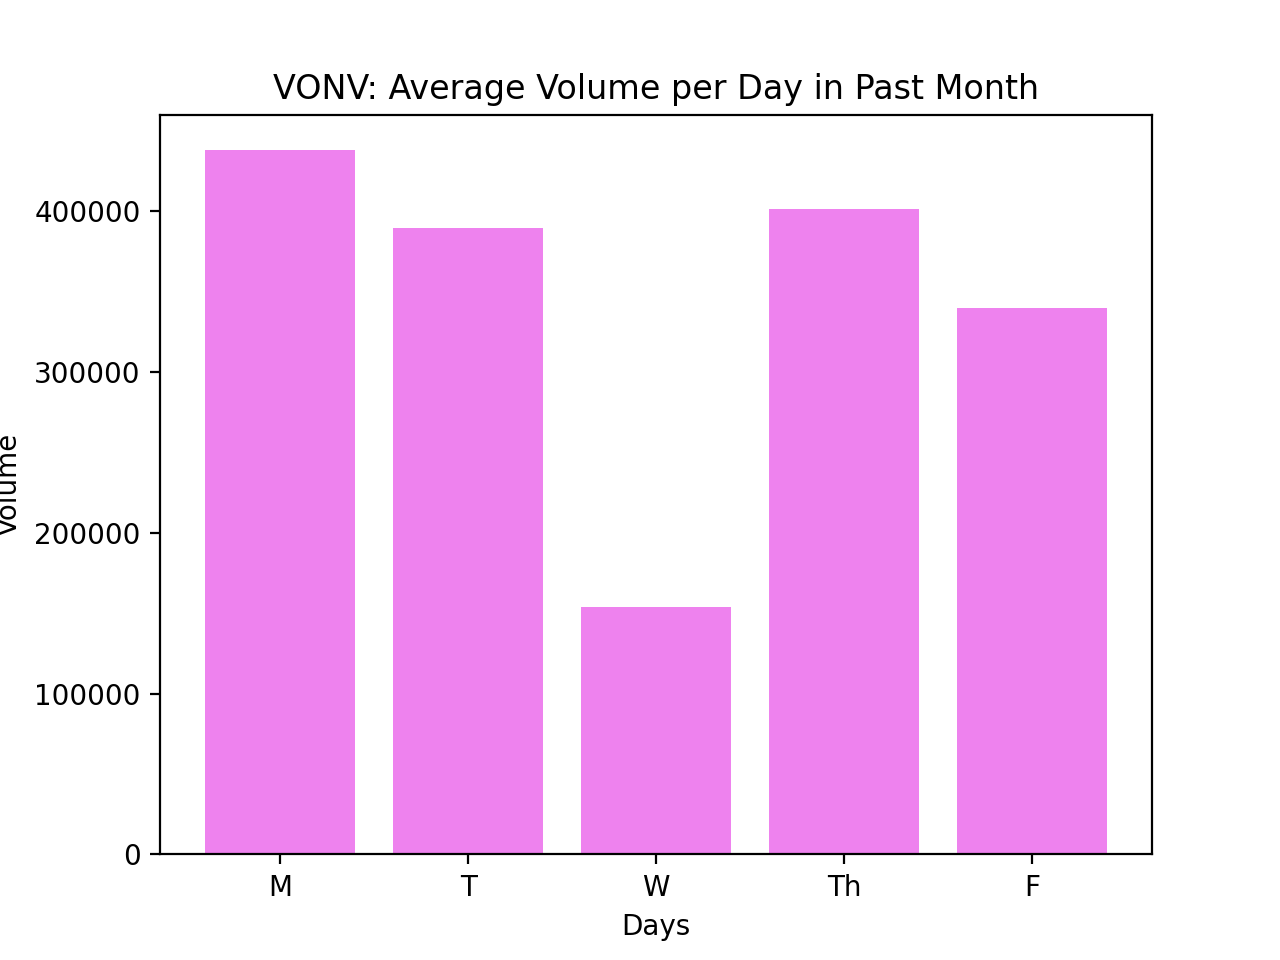 VONV: Average Volume per Day in Past Month
400000
300000
200000
100000
0
Volume
M T W Th F
Days